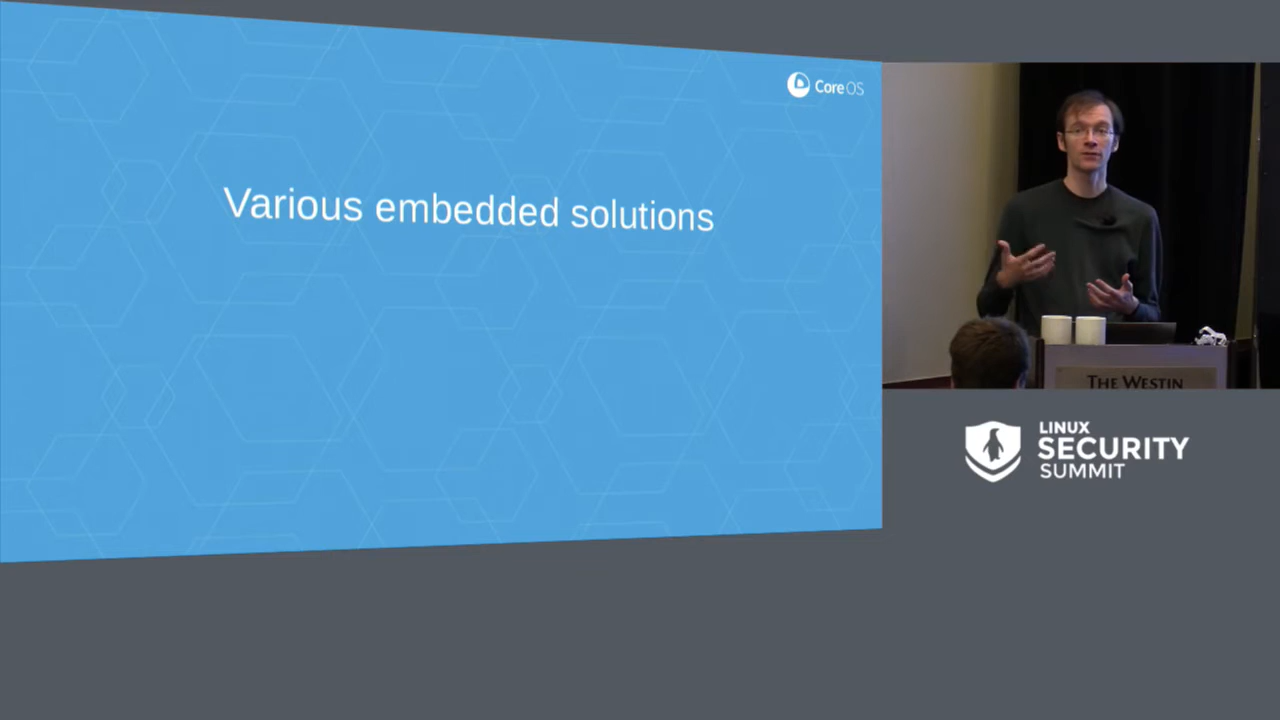 CoreOS
Various embedded solutions
THE WESTIN
LINUX
SECURITY
SUMMIT